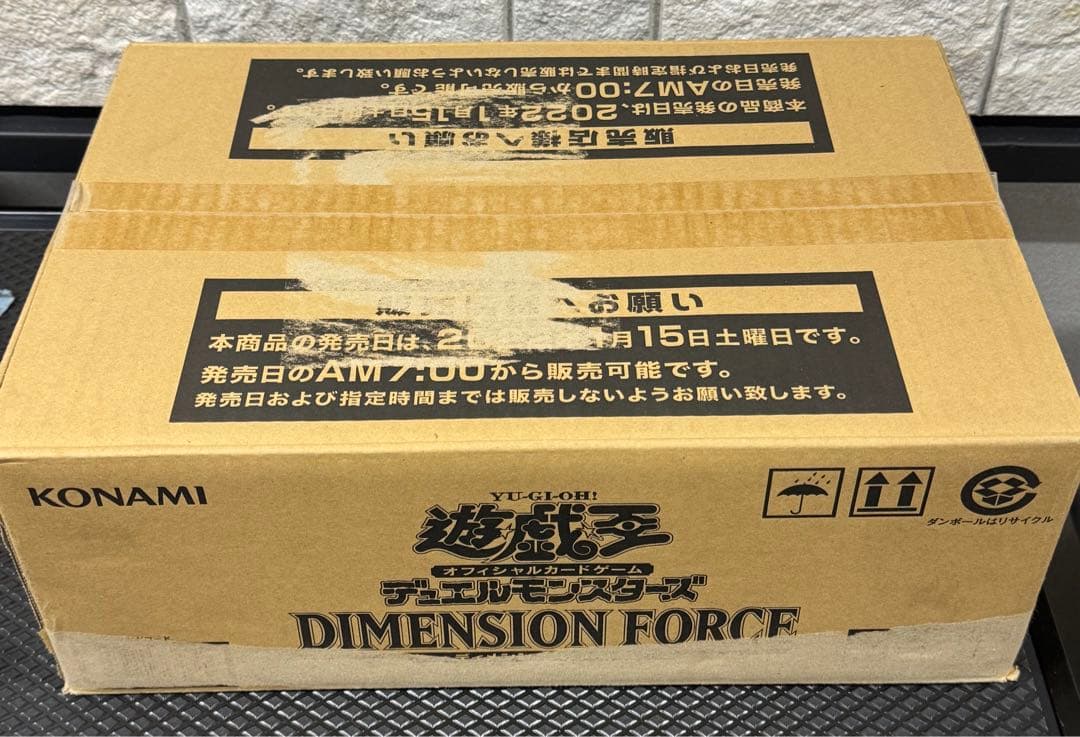 発売日および指定時間までは販売しないようお願い致します。
発売日のAM7:00から販売可能です。
本商品の発売日は、2022年1月15日
販売店様へお願い
お願い
本商品の発売日は、2 月15日土曜日です。
発売日のAM7:00から販売可能です。
発売日および指定時間までは販売しないようお願い致します。
KONAMI
YU-GI-OH!
遊戯王
オフィシャルカードゲーム
デュエルモンスターズ
DIMENSION FORCE
ダンボールはリサイクル